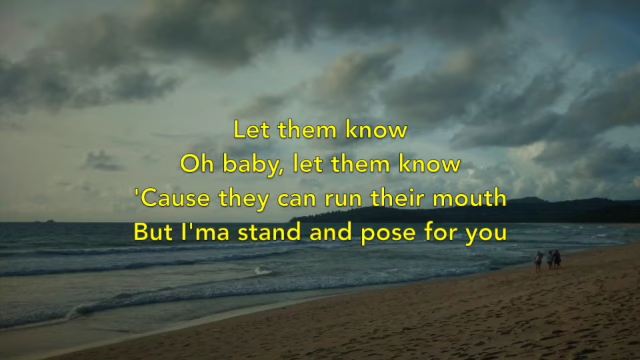 Let them know
Oh baby, let them know
'Cause they can run their mouth
But I'ma stand and pose for you